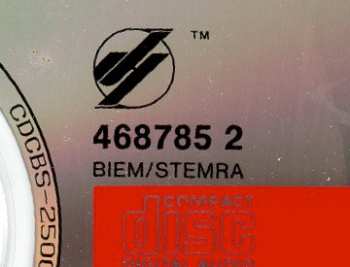 TM
468785 2
BIEM/STEMRA
CDCBS-2500
COMPACT
disc
DIGITAL AUDIO